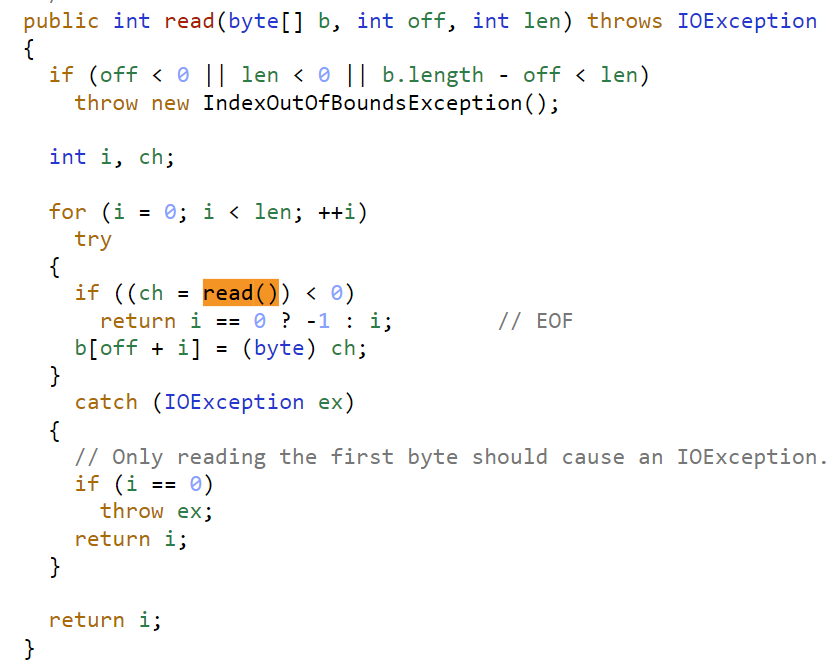 public int read(byte[] b, int off, int len) throws IOException
{
  if (off < 0 || len < 0 || b.length - off < len)
    throw new IndexOutOfBoundsException();

  int i, ch;

  for (i = 0; i < len; ++i)
    try
  {
    if ((ch = read()) < 0)
      return i == 0 ? -1 : i;         // EOF
    b[off + i] = (byte) ch;
  }
    catch (IOException ex)
  {
    // Only reading the first byte should cause an IOException.
    if (i == 0)
      throw ex;
    return i;
  }

  return i;
}